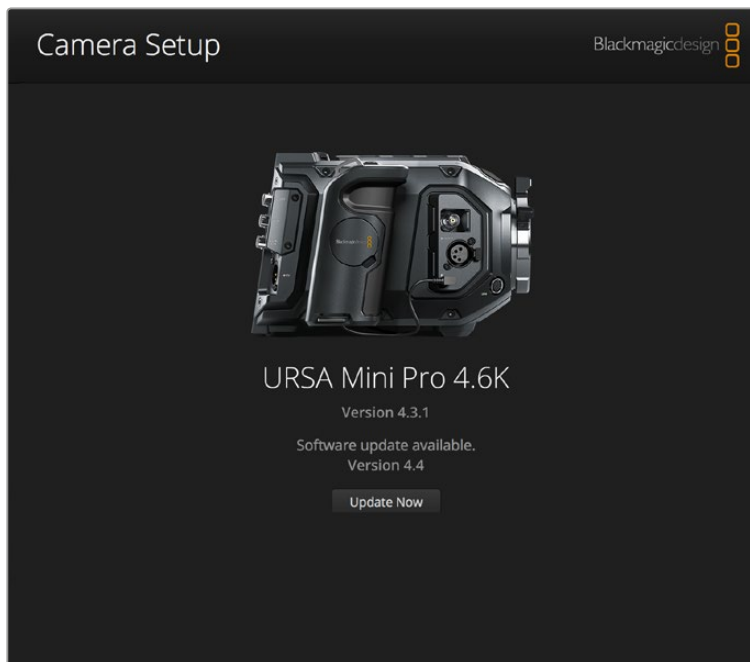 Camera Setup
Blackmagicdesign
Blackmagicdesign
URSA Mini Pro 4.6K
Version 4.3.1
Software update available.
Version 4.4
Update Now